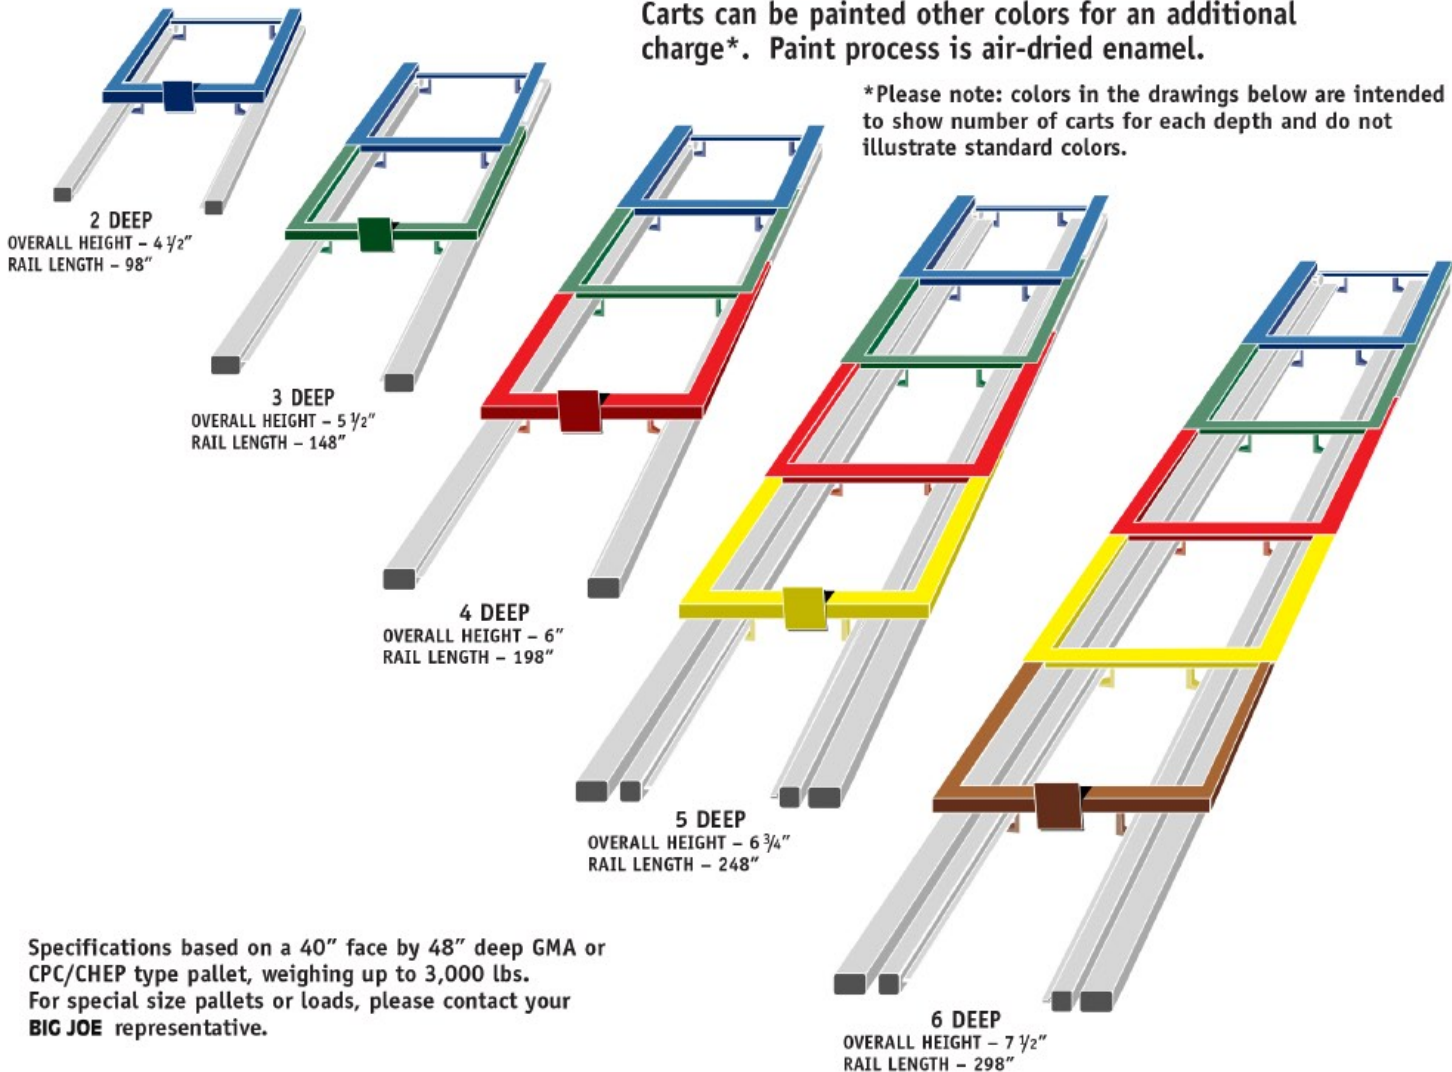 Carts can be painted other colors for an additional
charge*. Paint process is air-dried enamel.
*Please note: colors in the drawings below are intended
to show number of carts for each depth and do not
illustrate standard colors.
2 DEEP
OVERALL HEIGHT – 4 1/2”
RAIL LENGTH – 98”
3 DEEP
OVERALL HEIGHT – 5 1/2”
RAIL LENGTH – 148”
4 DEEP
OVERALL HEIGHT – 6”
RAIL LENGTH – 198”
5 DEEP
OVERALL HEIGHT – 6 3/4”
RAIL LENGTH – 248”
6 DEEP
OVERALL HEIGHT – 7 1/2”
RAIL LENGTH – 298”
Specifications based on a 40” face by 48” deep GMA or
CPC/CHEP type pallet, weighing up to 3,000 lbs.
For special size pallets or loads, please contact your
BIG JOE representative.